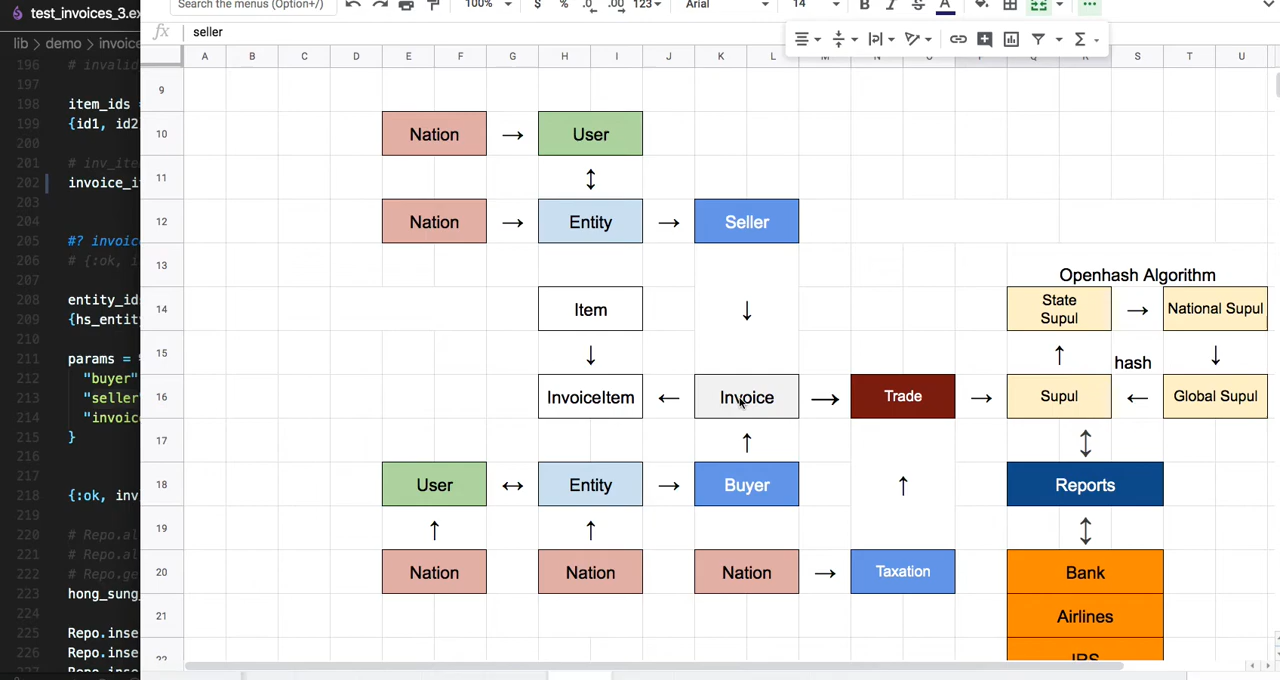 test_invoices_3.ex
lib › demo › invoice
196 # invalid
197
198 item_ids =
199 {id1, id2
200
201 # inv_ite
202 invoice_i
203
204
205 #? invoic
206 # {:ok, i
207
208 entity_id
209 {hs_entit
210
211 params = %
212 "buyer"
213 "seller
214 "invoic
215 }
216
217
218 {:ok, inv
219
220 # Repo.al
221 # Repo.al
222 # Repo.ge
223 hong_sung
224
225 Repo.inse
226 Repo.inse
227 Repo.inse
Search the menus (Option+/)
100% $ % .0 .00 123 Arial 14 B I S A
fx seller
A B C D E F G H I J K L M N O P Q R S T U
9
10 Nation → User
11 ↕
12 Nation → Entity → Seller
13 Openhash Algorithm
14 Item ↓ State Supul → National Supul
15 ↓ ↑ hash ↓
16 InvoiceItem ← Invoice → Trade → Supul ← Global Supul
17 ↑ ↕
18 User ↔ Entity → Buyer ↑ Reports
19 ↑ ↑ ↕
20 Nation Nation Nation → Taxation Bank
21 Airlines
22 IRS